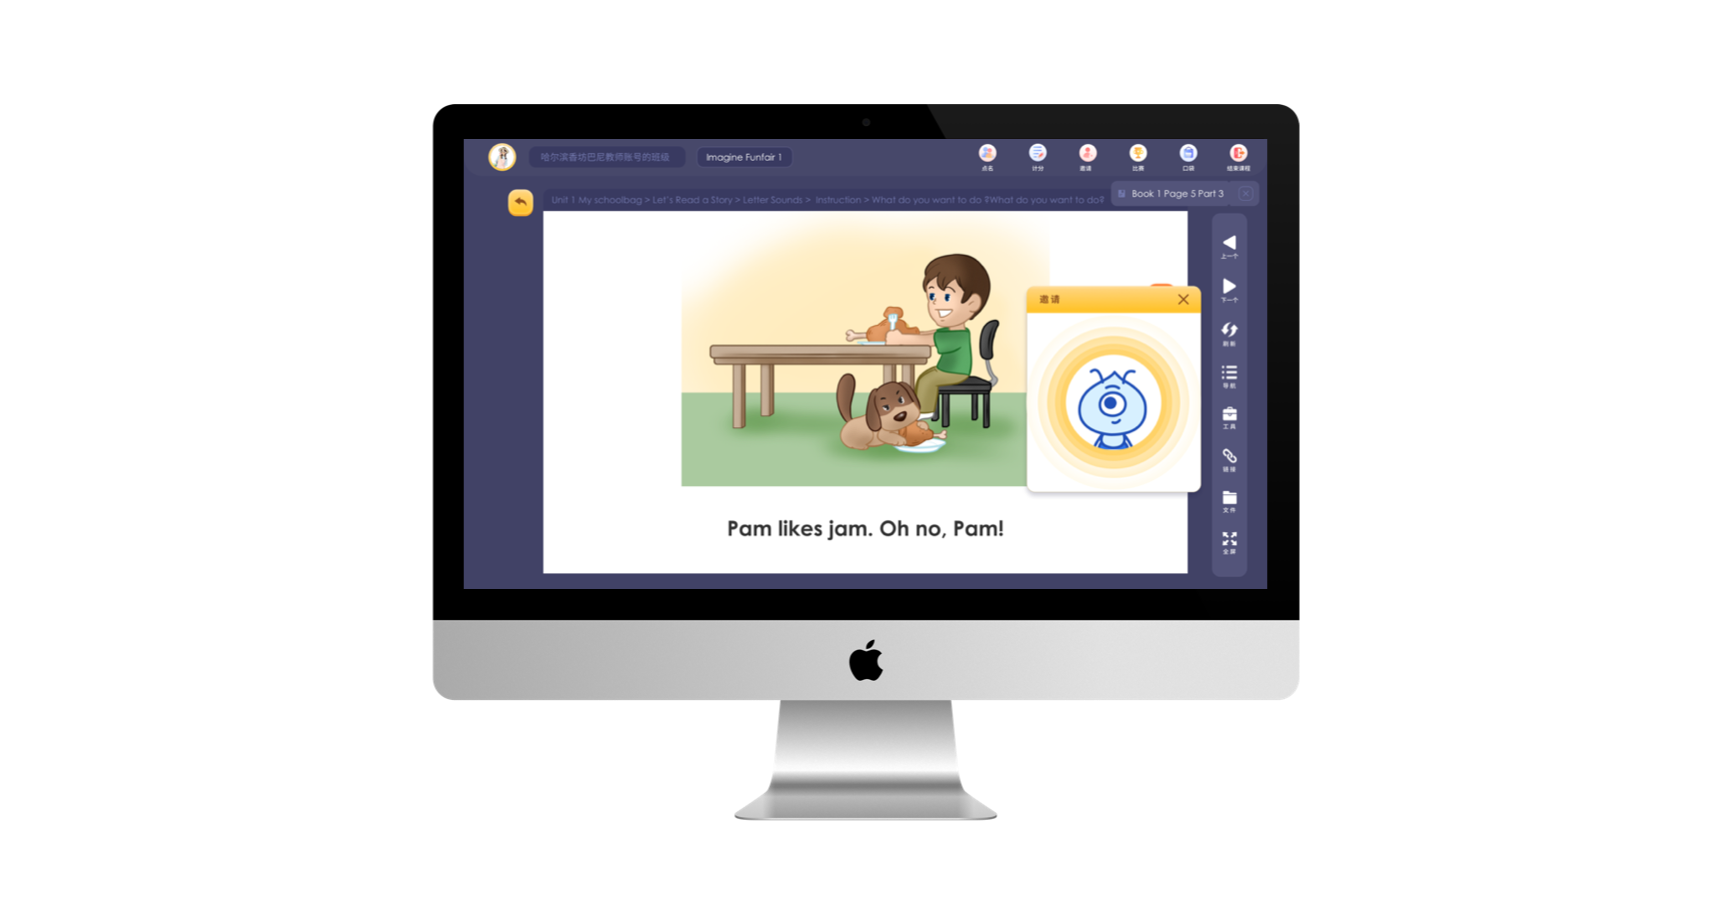 哈尔滨香坊巴尼教师账号的班级
Imagine Funfair 1
点名
计分
邀请
比赛
口袋
结束课程
Unit 1 My schoolbag > Let's Read a Story > Letter Sounds > Instruction > What do you want to do ?What do you want to do?
Book 1 Page 5 Part 3
上一个
下一个
刷新
导航
工具
链接
文件
全屏
邀请
Pam likes jam. Oh no, Pam!